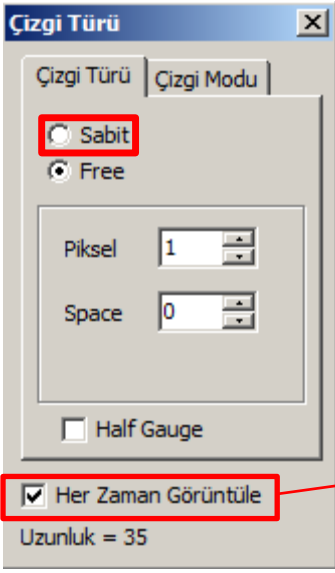 Çizgi Türü
Çizgi Türü Çizgi Modu
Sabit
Free
Piksel 1
Space 0
Half Gauge
Her Zaman Görüntüle
Uzunluk = 35